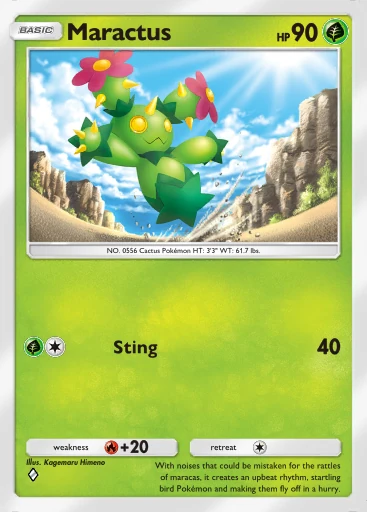 BASIC
Maractus
HP 90
NO. 0556 Cactus Pokémon HT: 3'3" WT: 61.7 lbs.
Sting 40
weakness +20
retreat
Illus. Kagemaru Himeno
With noises that could be mistaken for the rattles
of maracas, it creates an upbeat rhythm, startling
bird Pokémon and making them fly off in a hurry.